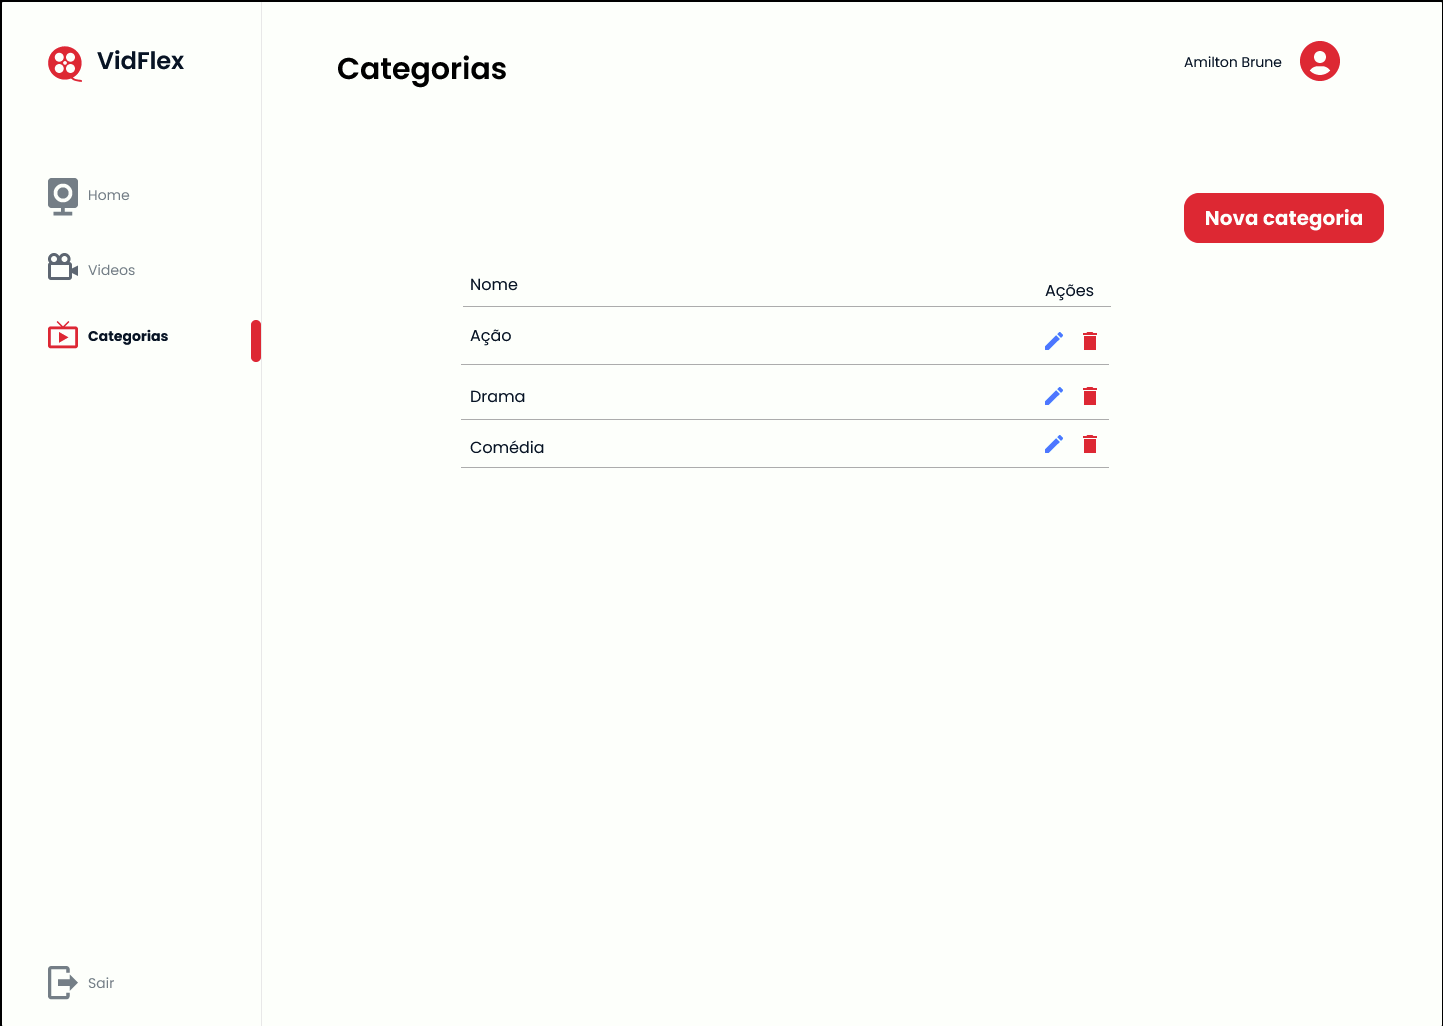 VidFlex
Categorias
Amilton Brune
Home
Videos
Categorias
Sair
Nova categoria
Nome
Ações
Ação
Drama
Comédia